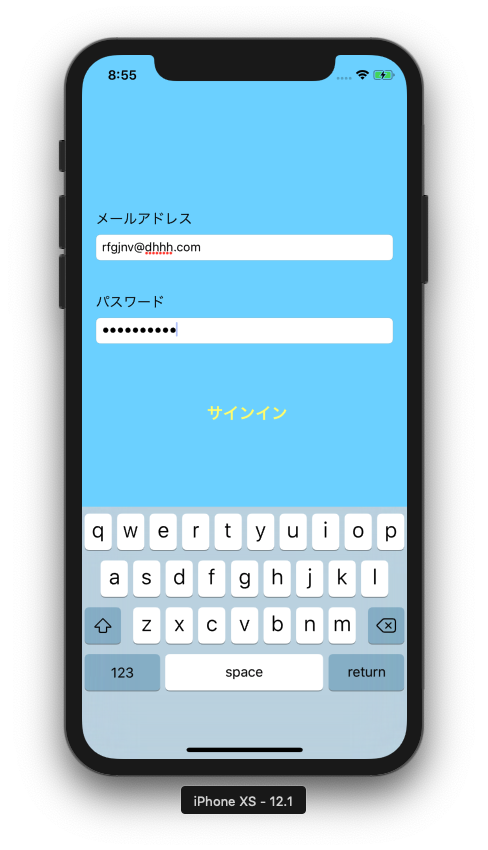 8:55
メールアドレス
rfgjnv@dhhh.com
パスワード
••••••••••
サインイン
q w e r t y u i o p
a s d f g h j k l
z x c v b n m
123 space return
iPhone XS - 12.1